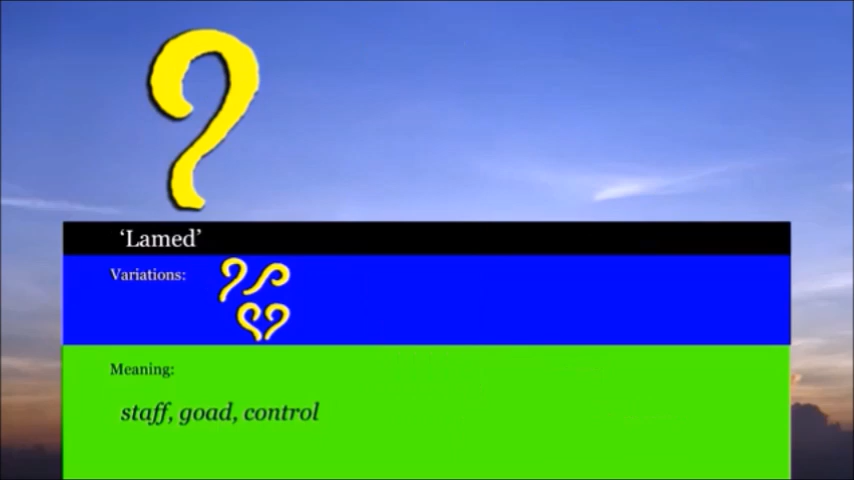 'Lamed'
Variations:
Meaning:
staff, goad, control